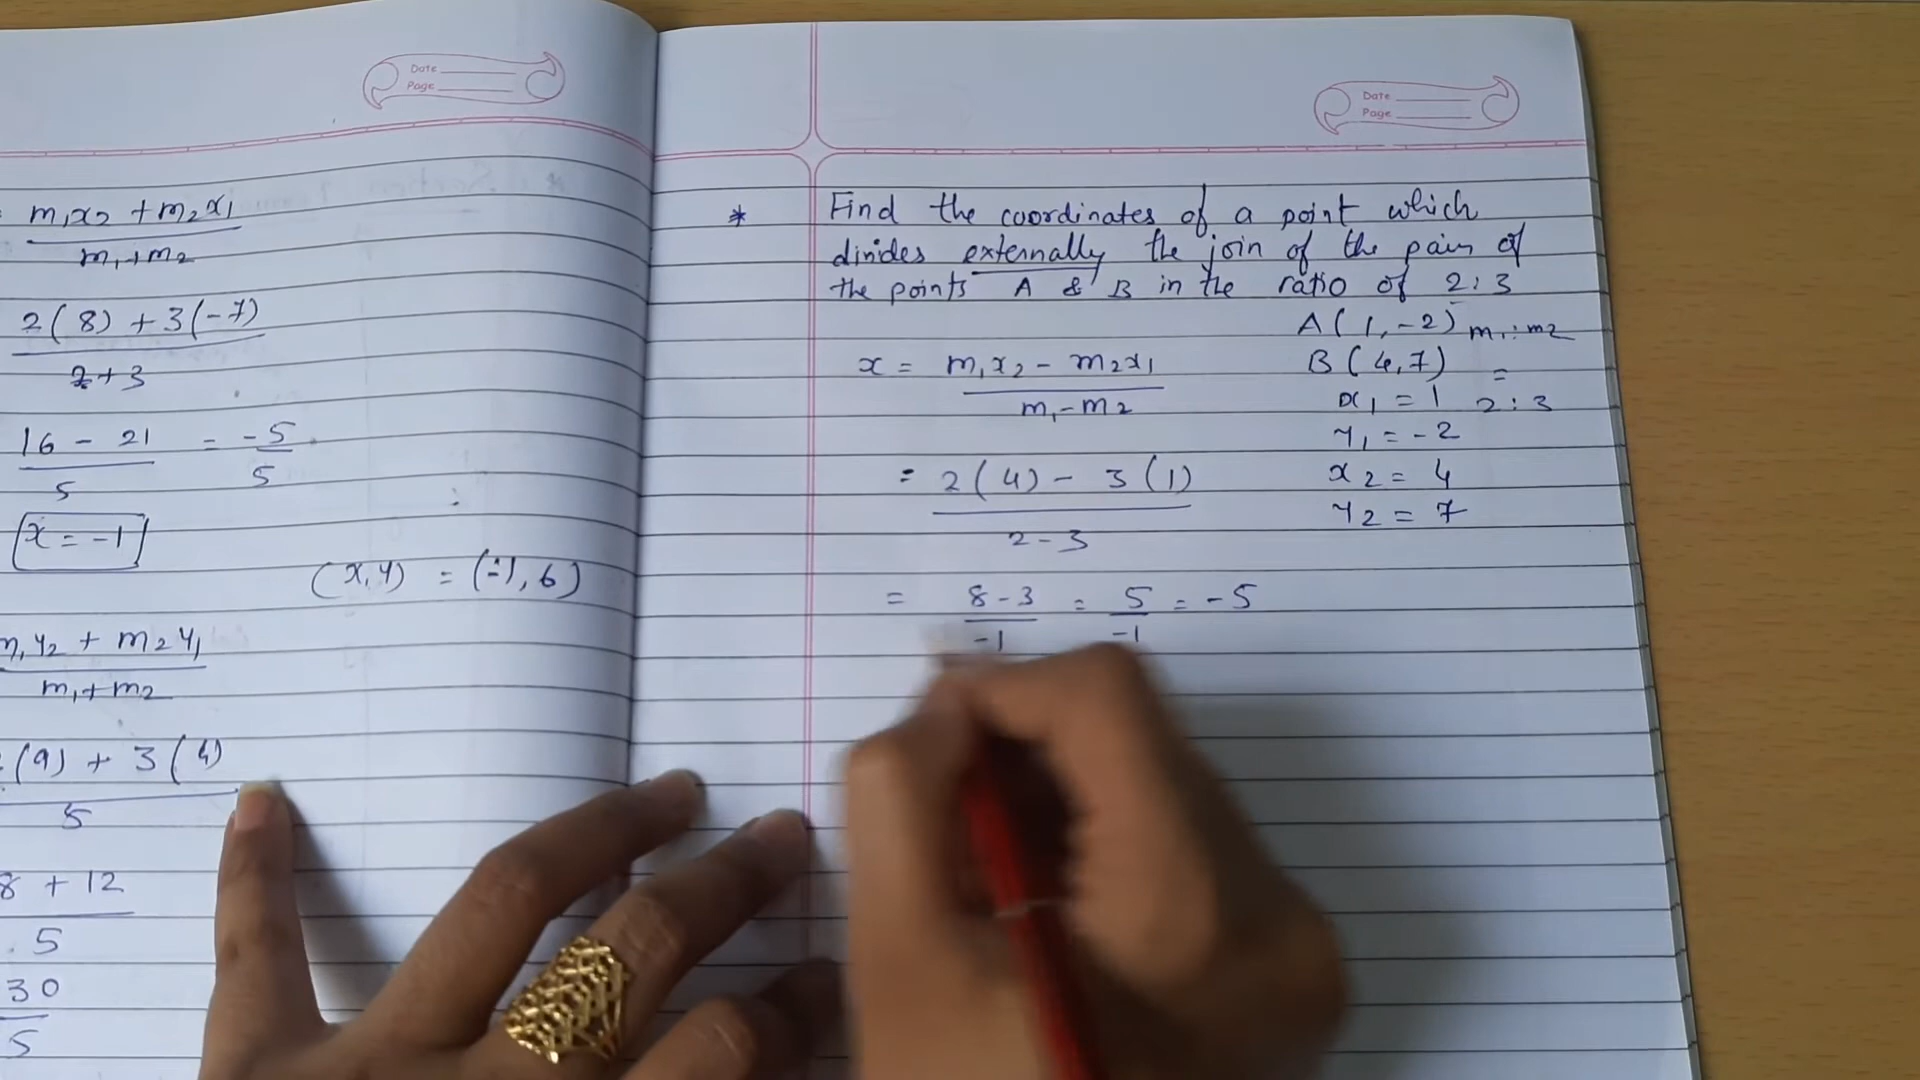 Date
Page
= m₁x₂ + m₂x₁
m₁+m₂
2(8) + 3(-7)
2+3
16 - 21 = -5
5 5
x = -1
(x,y) = (-1, 6)
m₁y₂ + m₂y₁
m₁+m₂
(9) + 3(4)
5
8 + 12
5
30
5
Date
Page
* Find the coordinates of a point which
divides externally the join of the pair of
the points A & B in the ratio of 2:3
A(1,-2) m₁:m₂
B(4,7) =
x₁ = 1 2:3
y₁ = -2
x₂ = 4
y₂ = 7
x = m₁x₂ - m₂x₁
m₁-m₂
= 2(4) - 3(1)
2-3
= 8-3 = 5 = -5
-1 -1